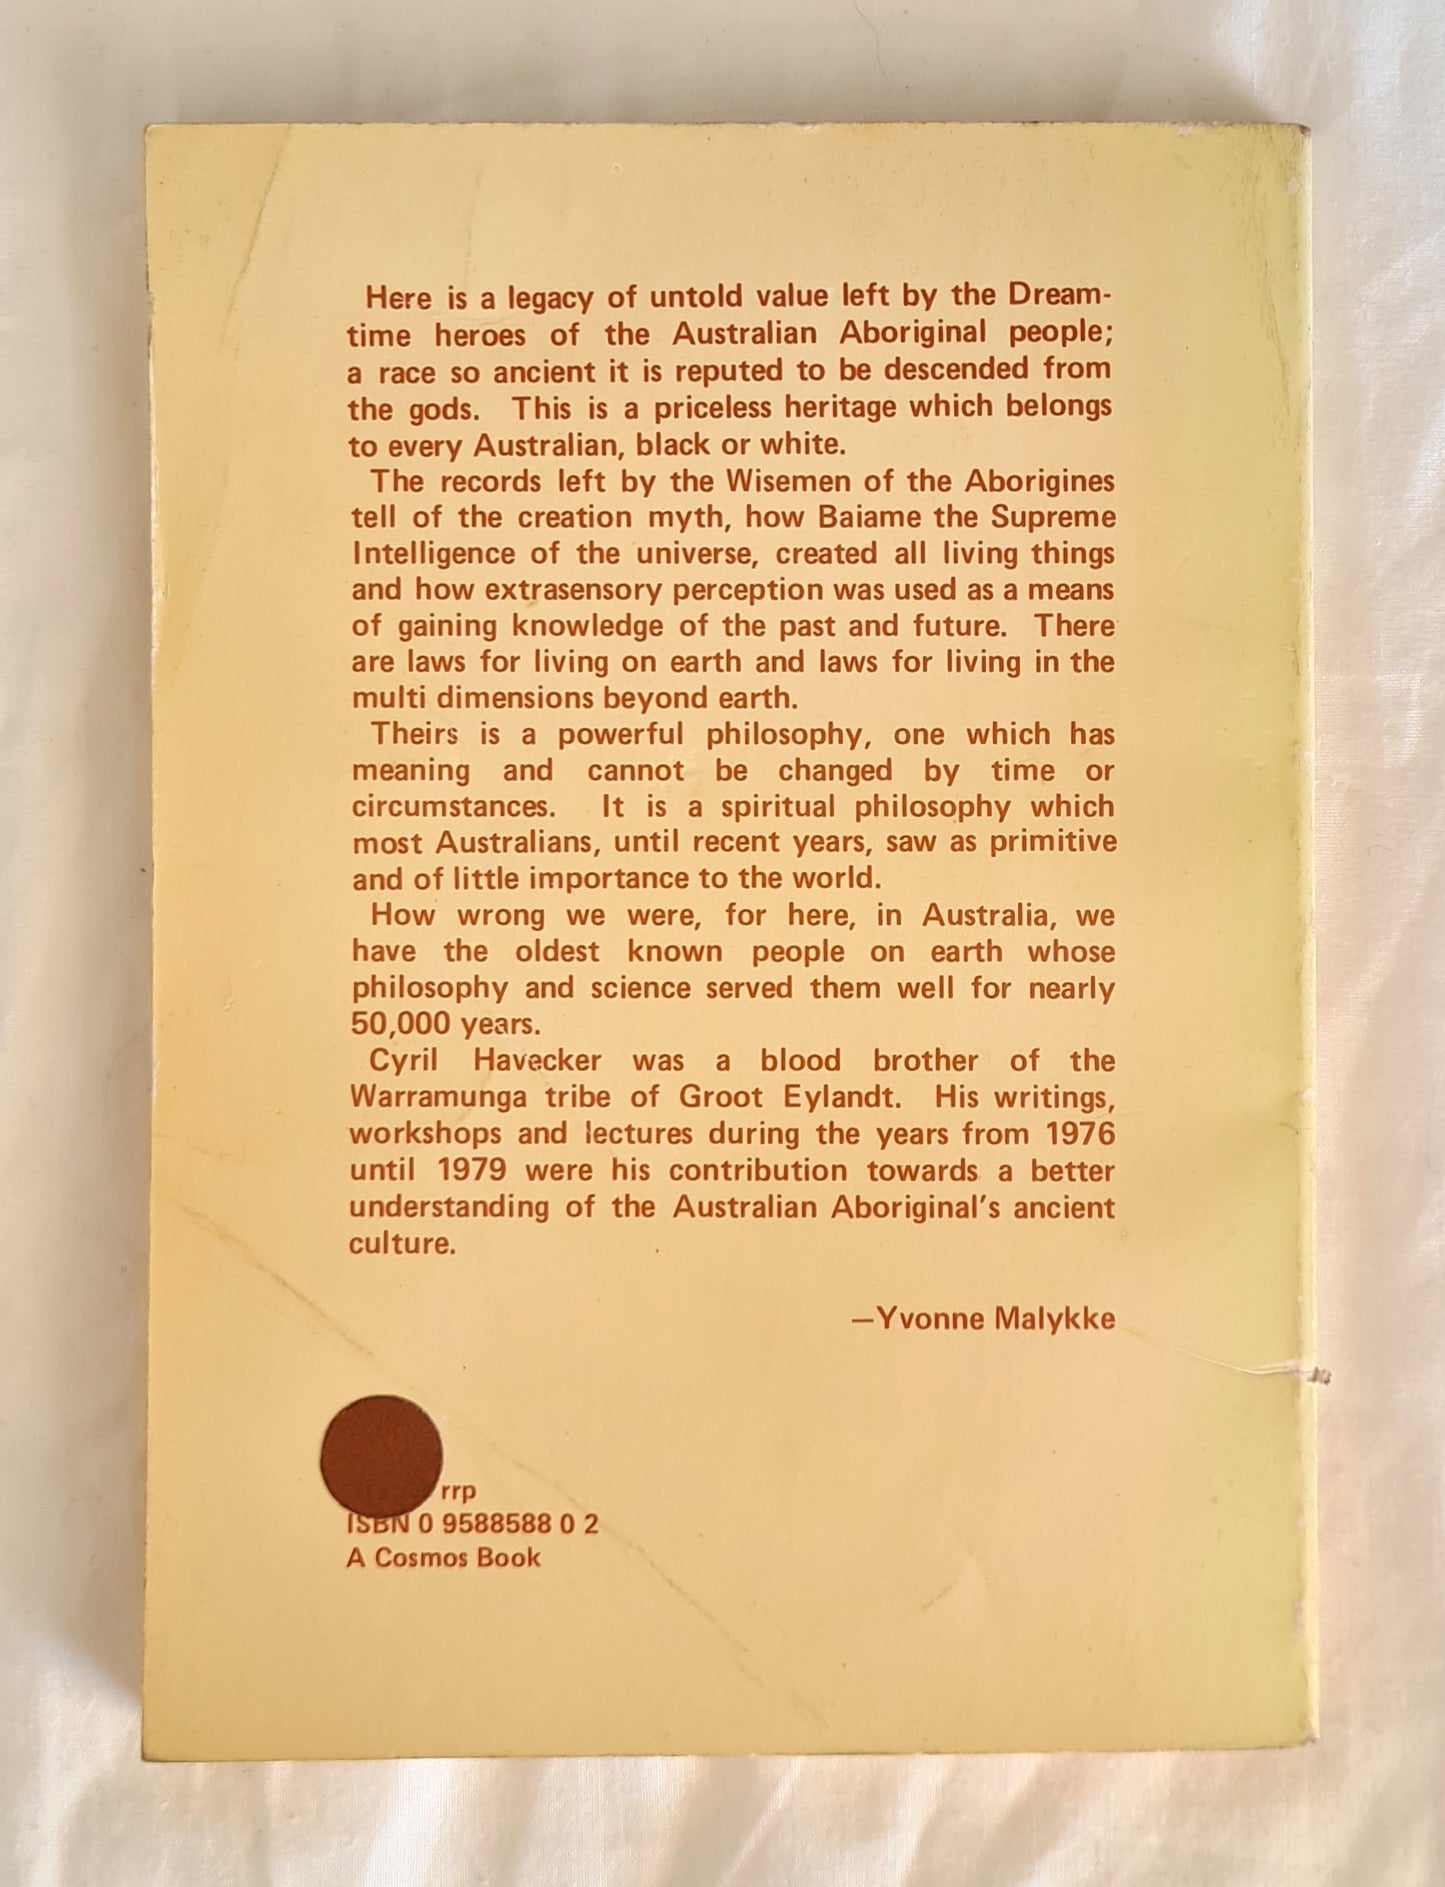 Here is a legacy of untold value left by the Dream-
time heroes of the Australian Aboriginal people;
a race so ancient it is reputed to be descended from
the gods. This is a priceless heritage which belongs
to every Australian, black or white.
The records left by the Wisemen of the Aborigines
tell of the creation myth, how Baiame the Supreme
Intelligence of the universe, created all living things
and how extrasensory perception was used as a means
of gaining knowledge of the past and future. There
are laws for living on earth and laws for living in the
multi dimensions beyond earth.
Theirs is a powerful philosophy, one which has
meaning and cannot be changed by time or
circumstances. It is a spiritual philosophy which
most Australians, until recent years, saw as primitive
and of little importance to the world.
How wrong we were, for here, in Australia, we
have the oldest known people on earth whose
philosophy and science served them well for nearly
50,000 years.
Cyril Havecker was a blood brother of the
Warramunga tribe of Groot Eylandt. His writings,
workshops and lectures during the years from 1976
until 1979 were his contribution towards a better
understanding of the Australian Aboriginal's ancient
culture.
—Yvonne Malykke
rrp
ISBN 0 9588588 0 2
A Cosmos Book